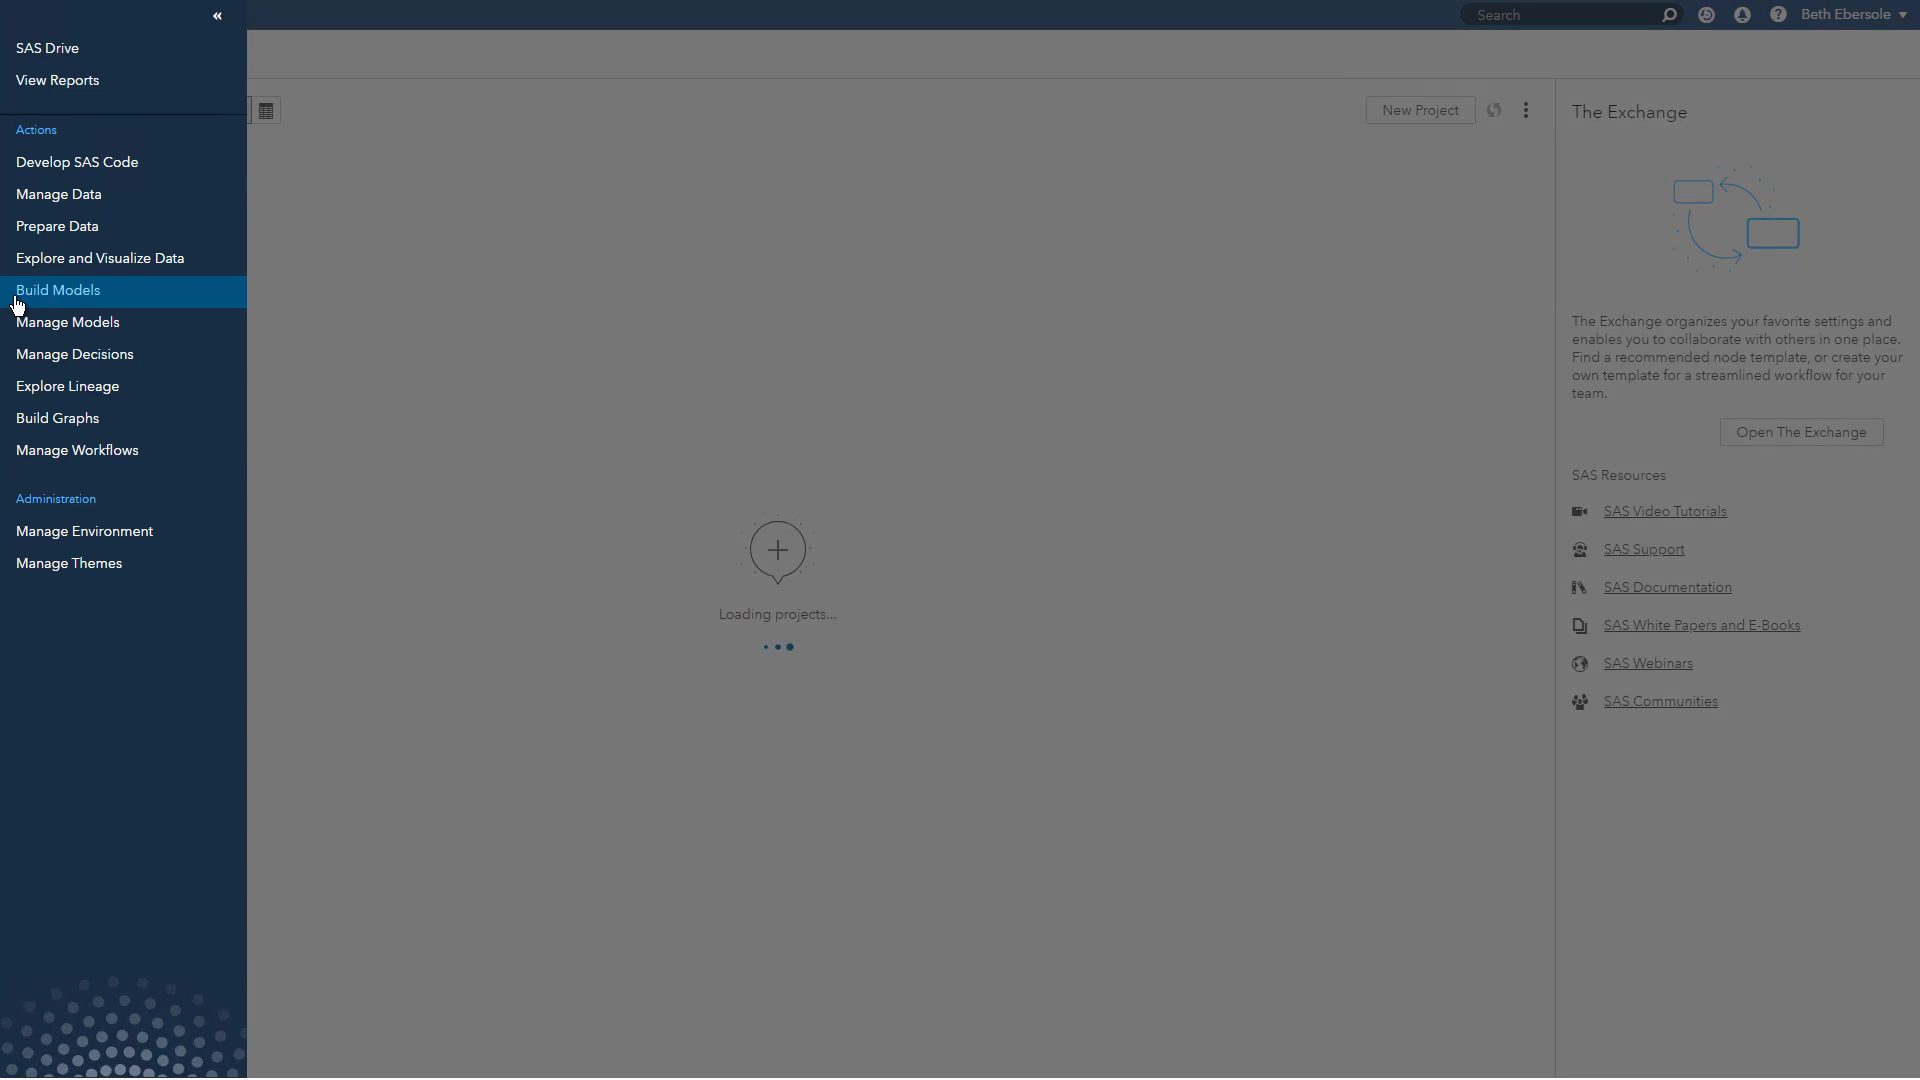 «
Search
Beth Ebersole
SAS Drive
View Reports
Actions
Develop SAS Code
Manage Data
Prepare Data
Explore and Visualize Data
Build Models
Manage Models
Manage Decisions
Explore Lineage
Build Graphs
Manage Workflows
Administration
Manage Environment
Manage Themes
New Project
Loading projects...
The Exchange
The Exchange organizes your favorite settings and
enables you to collaborate with others in one place.
Find a recommended node template, or create your
own template for a streamlined workflow for your
team.
Open The Exchange
SAS Resources
SAS Video Tutorials
SAS Support
SAS Documentation
SAS White Papers and E-Books
SAS Webinars
SAS Communities